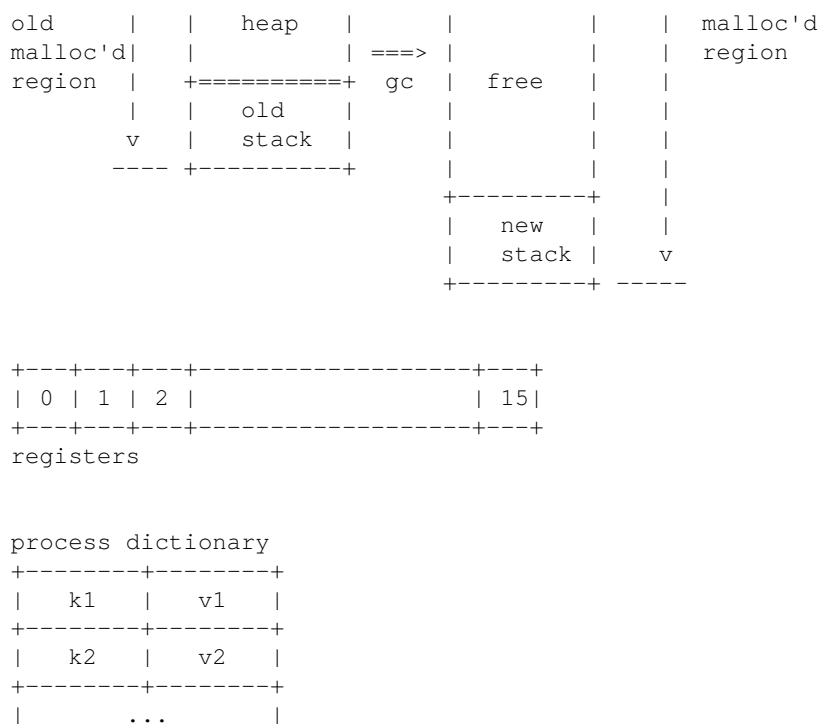 old       |   |   heap   |       |         |    |  malloc'd
malloc'd|   |          | ===> |         |    |  region
region   |   +==========+  gc   |  free   |    |
         |   |   old    |       |         |    |
         v   |   stack  |       |         |    |
       ---- +----------+       |         |    |
                               +---------+    |
                               |   new   |    |
                               |   stack |    v
                               +---------+ -----
+---+---+---+-------------------+---+
| 0 | 1 | 2 |                   | 15|
+---+---+---+-------------------+---+
registers
process dictionary
+--------+--------+
|   k1   |   v1   |
+--------+--------+
|   k2   |   v2   |
+--------+--------+
|       ...       |